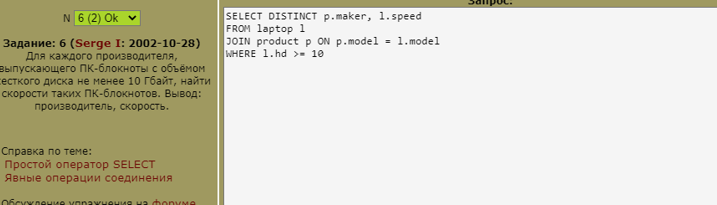 Запрос:
N 6 (2) Ok
Задание: 6 (Serge I: 2002-10-28)
Для каждого производителя,
выпускающего ПК-блокноты с объёмом
жесткого диска не менее 10 Гбайт, найти
скорости таких ПК-блокнотов. Вывод:
производитель, скорость.
Справка по теме:
Простой оператор SELECT
Явные операции соединения
Обсуждение упражнения на форуме
SELECT DISTINCT p.maker, l.speed
FROM laptop l
JOIN product p ON p.model = l.model
WHERE l.hd >= 10